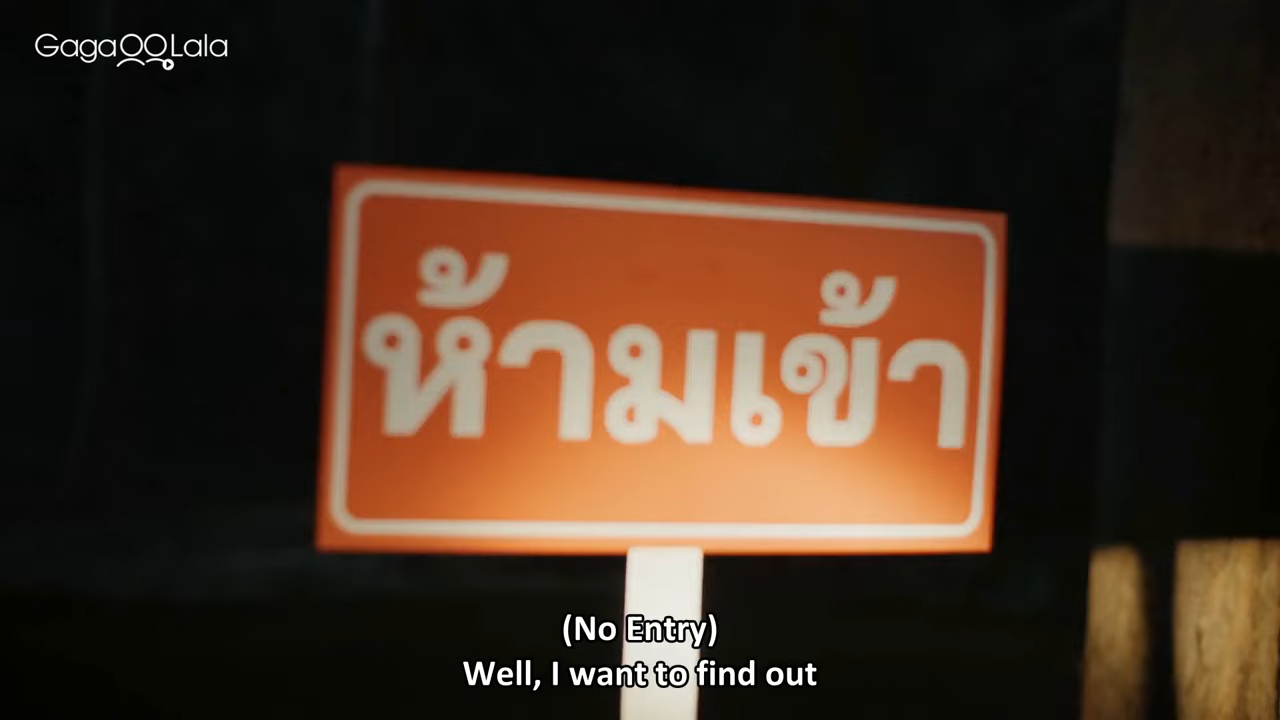 GagaOOLala
ห้ามเข้า
(No Entry)
Well, I want to find out